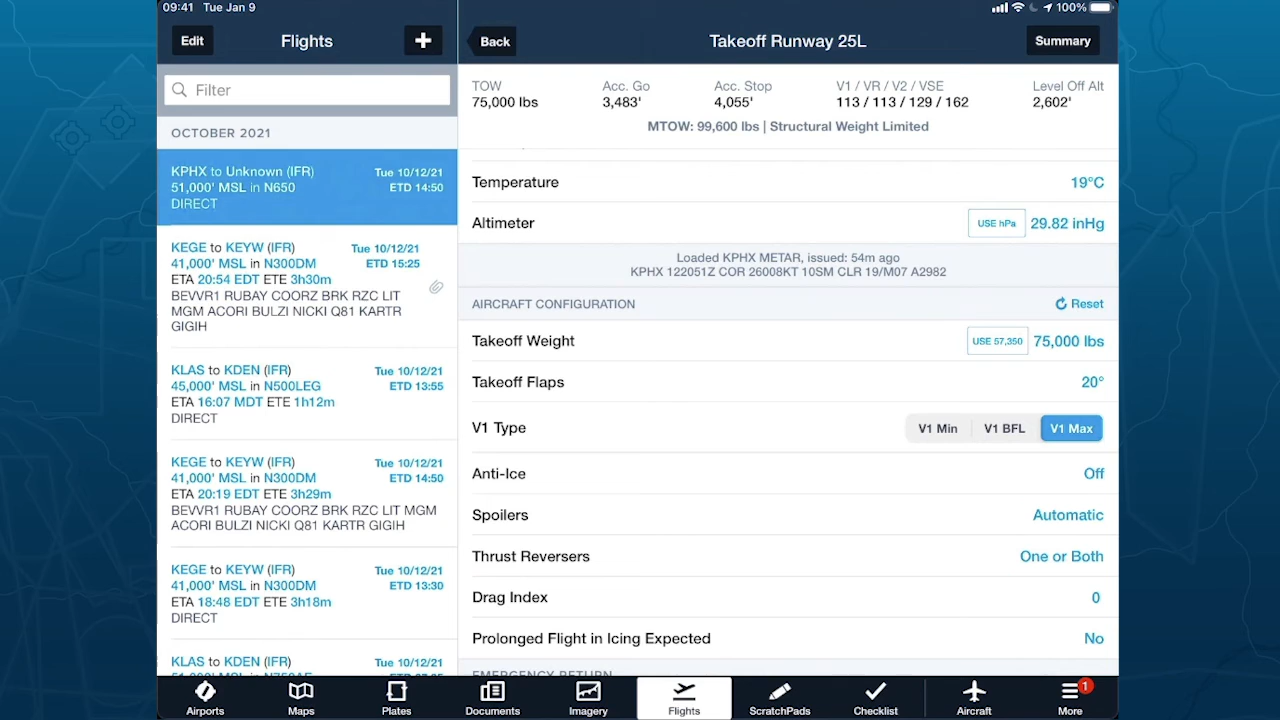 09:41 Tue Jan 9
100%
Edit
Flights
Back
Takeoff Runway 25L
Summary
Filter
OCTOBER 2021
KPHX to Unknown (IFR)
Tue 10/12/21
51,000' MSL in N650
ETD 14:50
DIRECT
KEGE to KEYW (IFR)
Tue 10/12/21
41,000' MSL in N300DM
ETD 15:25
ETA 20:54 EDT ETE 3h30m
BEVVR1 RUBAY COORZ BRK RZC LIT
MGM ACORI BULZI NICKI Q81 KARTR
GIGIH
KLAS to KDEN (IFR)
Tue 10/12/21
45,000' MSL in N500LEG
ETD 13:55
ETA 16:07 MDT ETE 1h12m
DIRECT
KEGE to KEYW (IFR)
Tue 10/12/21
41,000' MSL in N300DM
ETD 14:50
ETA 20:19 EDT ETE 3h29m
BEVVR1 RUBAY COORZ BRK RZC LIT MGM
ACORI BULZI NICKI Q81 KARTR GIGIH
KEGE to KEYW (IFR)
Tue 10/12/21
41,000' MSL in N300DM
ETD 13:30
ETA 18:48 EDT ETE 3h18m
DIRECT
KLAS to KDEN (IFR)
Tue 10/12/21
TOW
Acc. Go
Acc. Stop
V1 / VR / V2 / VSE
Level Off Alt
75,000 lbs
3,483'
4,055'
113 / 113 / 129 / 162
2,602'
MTOW: 99,600 lbs | Structural Weight Limited
Temperature
19°C
Altimeter
USE hPa
29.82 inHg
Loaded KPHX METAR, issued: 54m ago
KPHX 122051Z COR 26008KT 10SM CLR 19/M07 A2982
AIRCRAFT CONFIGURATION
Reset
Takeoff Weight
USE 57,350
75,000 lbs
Takeoff Flaps
20°
V1 Type
V1 Min
V1 BFL
V1 Max
Anti-Ice
Off
Spoilers
Automatic
Thrust Reversers
One or Both
Drag Index
0
Prolonged Flight in Icing Expected
No
EMERGENCY RETURN
Airports
Maps
Plates
Documents
Imagery
Flights
ScratchPads
Checklist
Aircraft
1
More